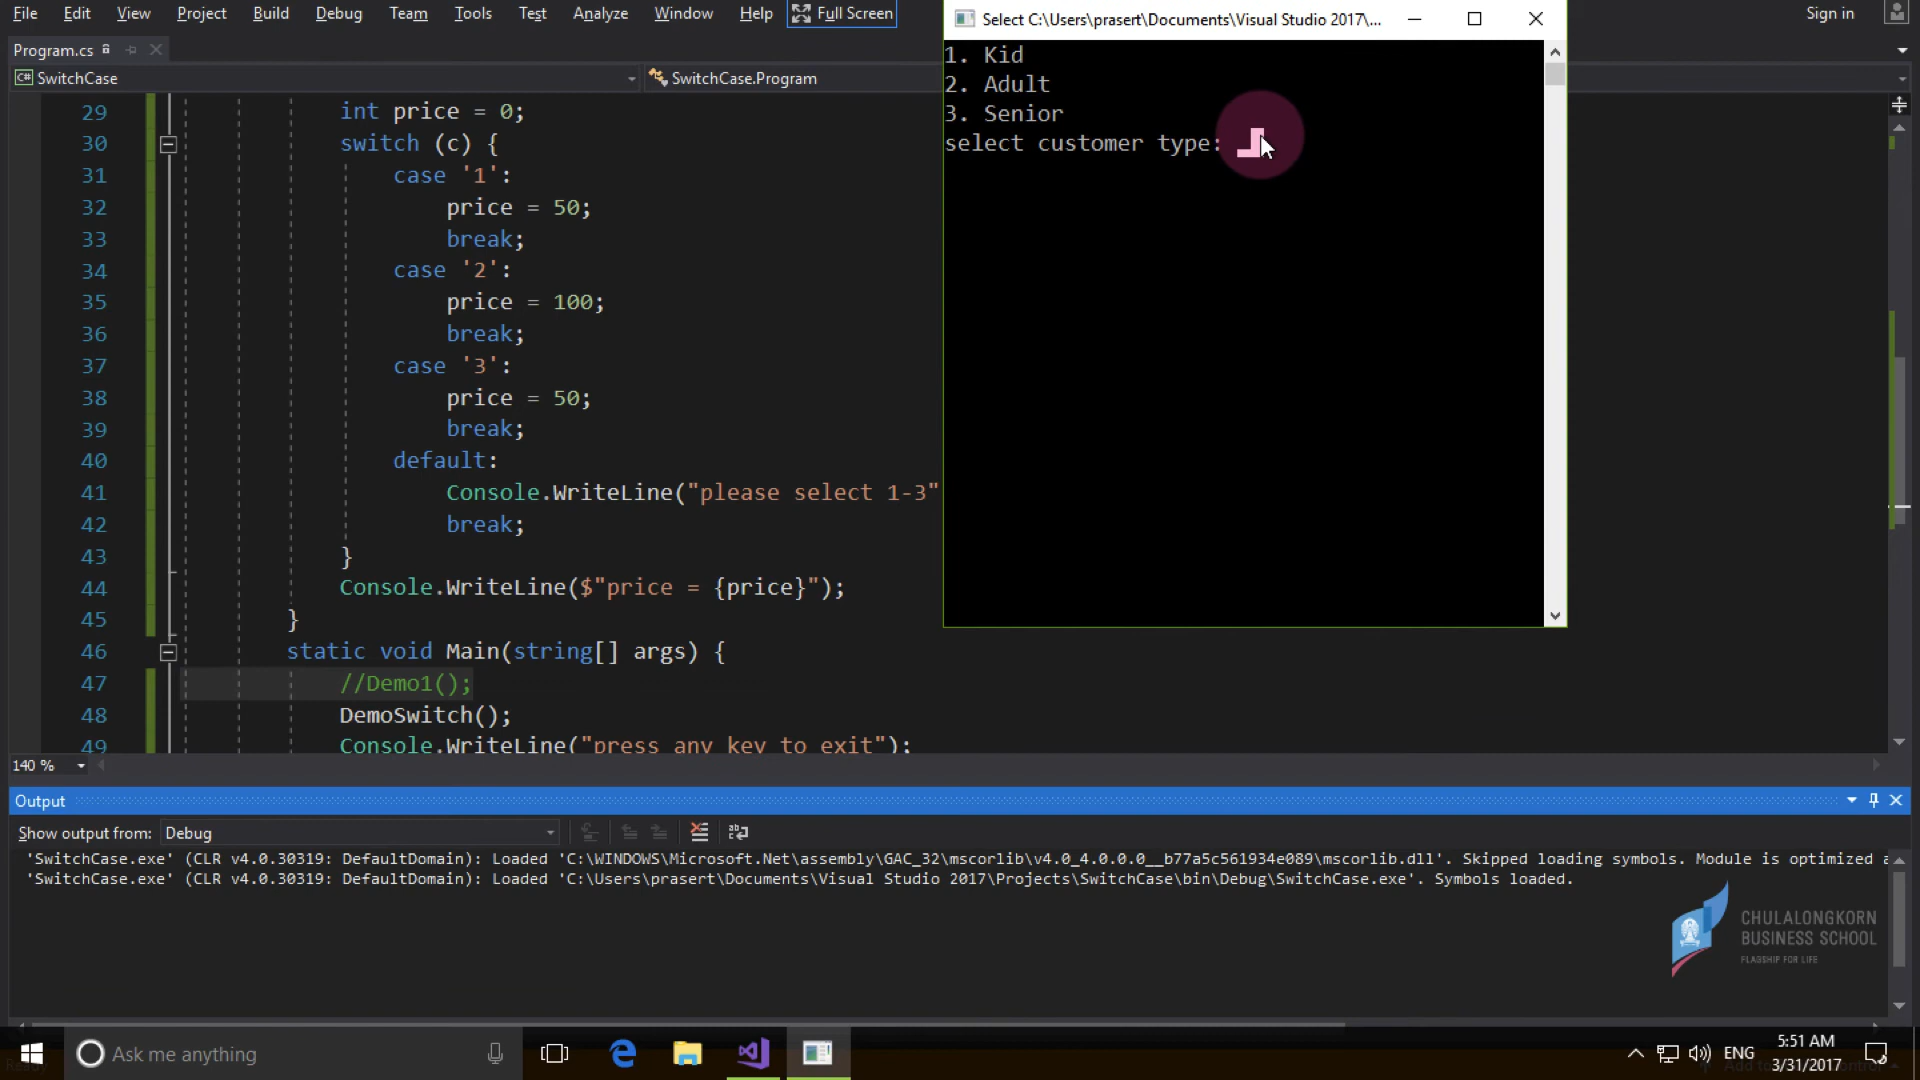 File Edit View Project Build Debug Team Tools Test Analyze Window Help Full Screen
Sign in
Program.cs
SwitchCase
SwitchCase.Program
29 int price = 0;
30 switch (c) {
31 case '1':
32 price = 50;
33 break;
34 case '2':
35 price = 100;
36 break;
37 case '3':
38 price = 50;
39 break;
40 default:
41 Console.WriteLine("please select 1-3"
42 break;
43 }
44 Console.WriteLine($"price = {price}");
45 }
46 static void Main(string[] args) {
47 //Demo1();
48 DemoSwitch();
49 Console.WriteLine("press any key to exit");
Select C:\Users\prasert\Documents\Visual Studio 2017\...
1. Kid
2. Adult
3. Senior
select customer type:
140 %
Output
Show output from: Debug
'SwitchCase.exe' (CLR v4.0.30319: DefaultDomain): Loaded 'C:\WINDOWS\Microsoft.Net\assembly\GAC_32\mscorlib\v4.0_4.0.0.0__b77a5c561934e089\mscorlib.dll'. Skipped loading symbols. Module is optimized a
'SwitchCase.exe' (CLR v4.0.30319: DefaultDomain): Loaded 'C:\Users\prasert\Documents\Visual Studio 2017\Projects\SwitchCase\bin\Debug\SwitchCase.exe'. Symbols loaded.
CHULALONGKORN
BUSINESS SCHOOL
FLAGSHIP FOR LIFE
Ask me anything
ENG
5:51 AM
3/31/2017